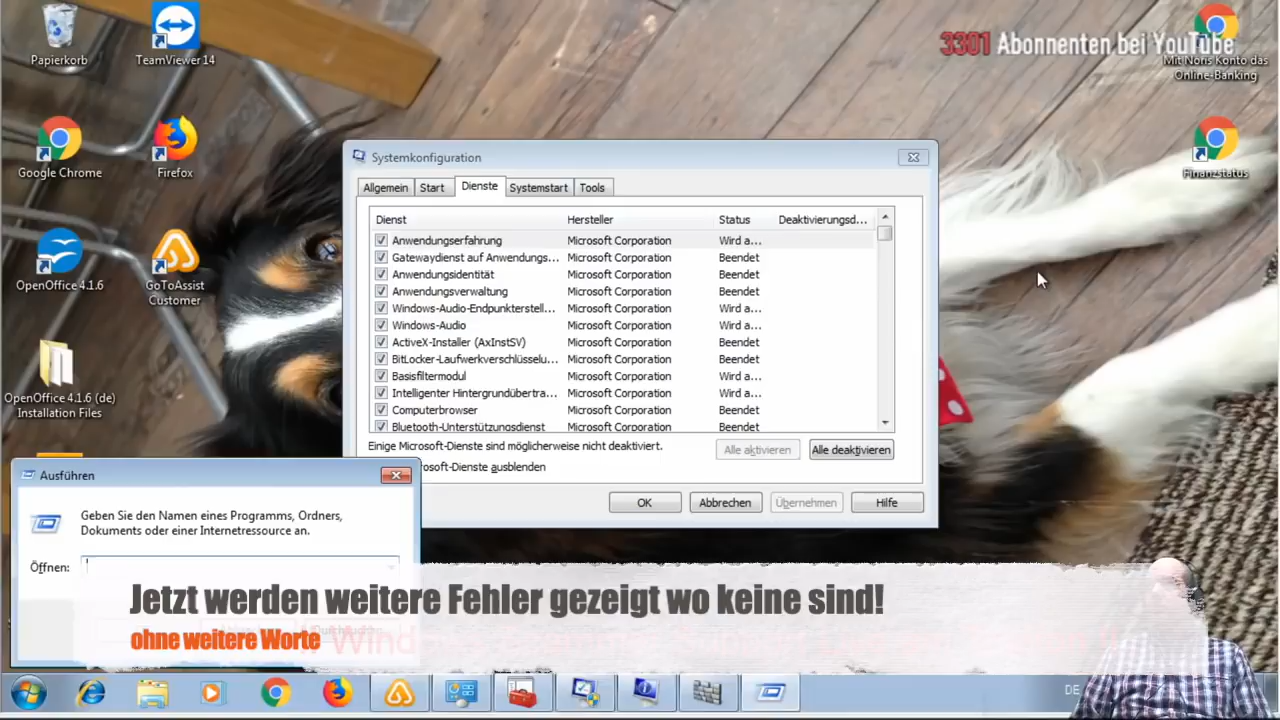 Papierkorb
TeamViewer 14
3301 Abonnenten bei YouTube
Mit Noris Konto das
Online-Banking
Google Chrome
Firefox
Finanzstatus
OpenOffice 4.1.6
GoToAssist
Customer
OpenOffice 4.1.6 (de)
Installation Files
Systemkonfiguration
Allgemein
Start
Dienste
Systemstart
Tools
Dienst Hersteller Status Deaktivierungsd...
Anwendungserfahrung Microsoft Corporation Wird a...
Gatewaydienst auf Anwendungs... Microsoft Corporation Beendet
Anwendungsidentität Microsoft Corporation Beendet
Anwendungsverwaltung Microsoft Corporation Beendet
Windows-Audio-Endpunkterstell... Microsoft Corporation Wird a...
Windows-Audio Microsoft Corporation Wird a...
ActiveX-Installer (AxInstSV) Microsoft Corporation Beendet
BitLocker-Laufwerkverschlüsselu... Microsoft Corporation Beendet
Basisfiltermodul Microsoft Corporation Wird a...
Intelligenter Hintergrundübertra... Microsoft Corporation Wird a...
Computerbrowser Microsoft Corporation Beendet
Bluetooth-Unterstützungsdienst Microsoft Corporation Beendet
Einige Microsoft-Dienste sind möglicherweise nicht deaktiviert.
Alle aktivieren
Alle deaktivieren
osoft-Dienste ausblenden
OK
Abbrechen
Übernehmen
Hilfe
Ausführen
Geben Sie den Namen eines Programms, Ordners,
Dokuments oder einer Internetressource an.
Öffnen:
Jetzt werden weitere Fehler gezeigt wo keine sind!
ohne weitere Worte
DE